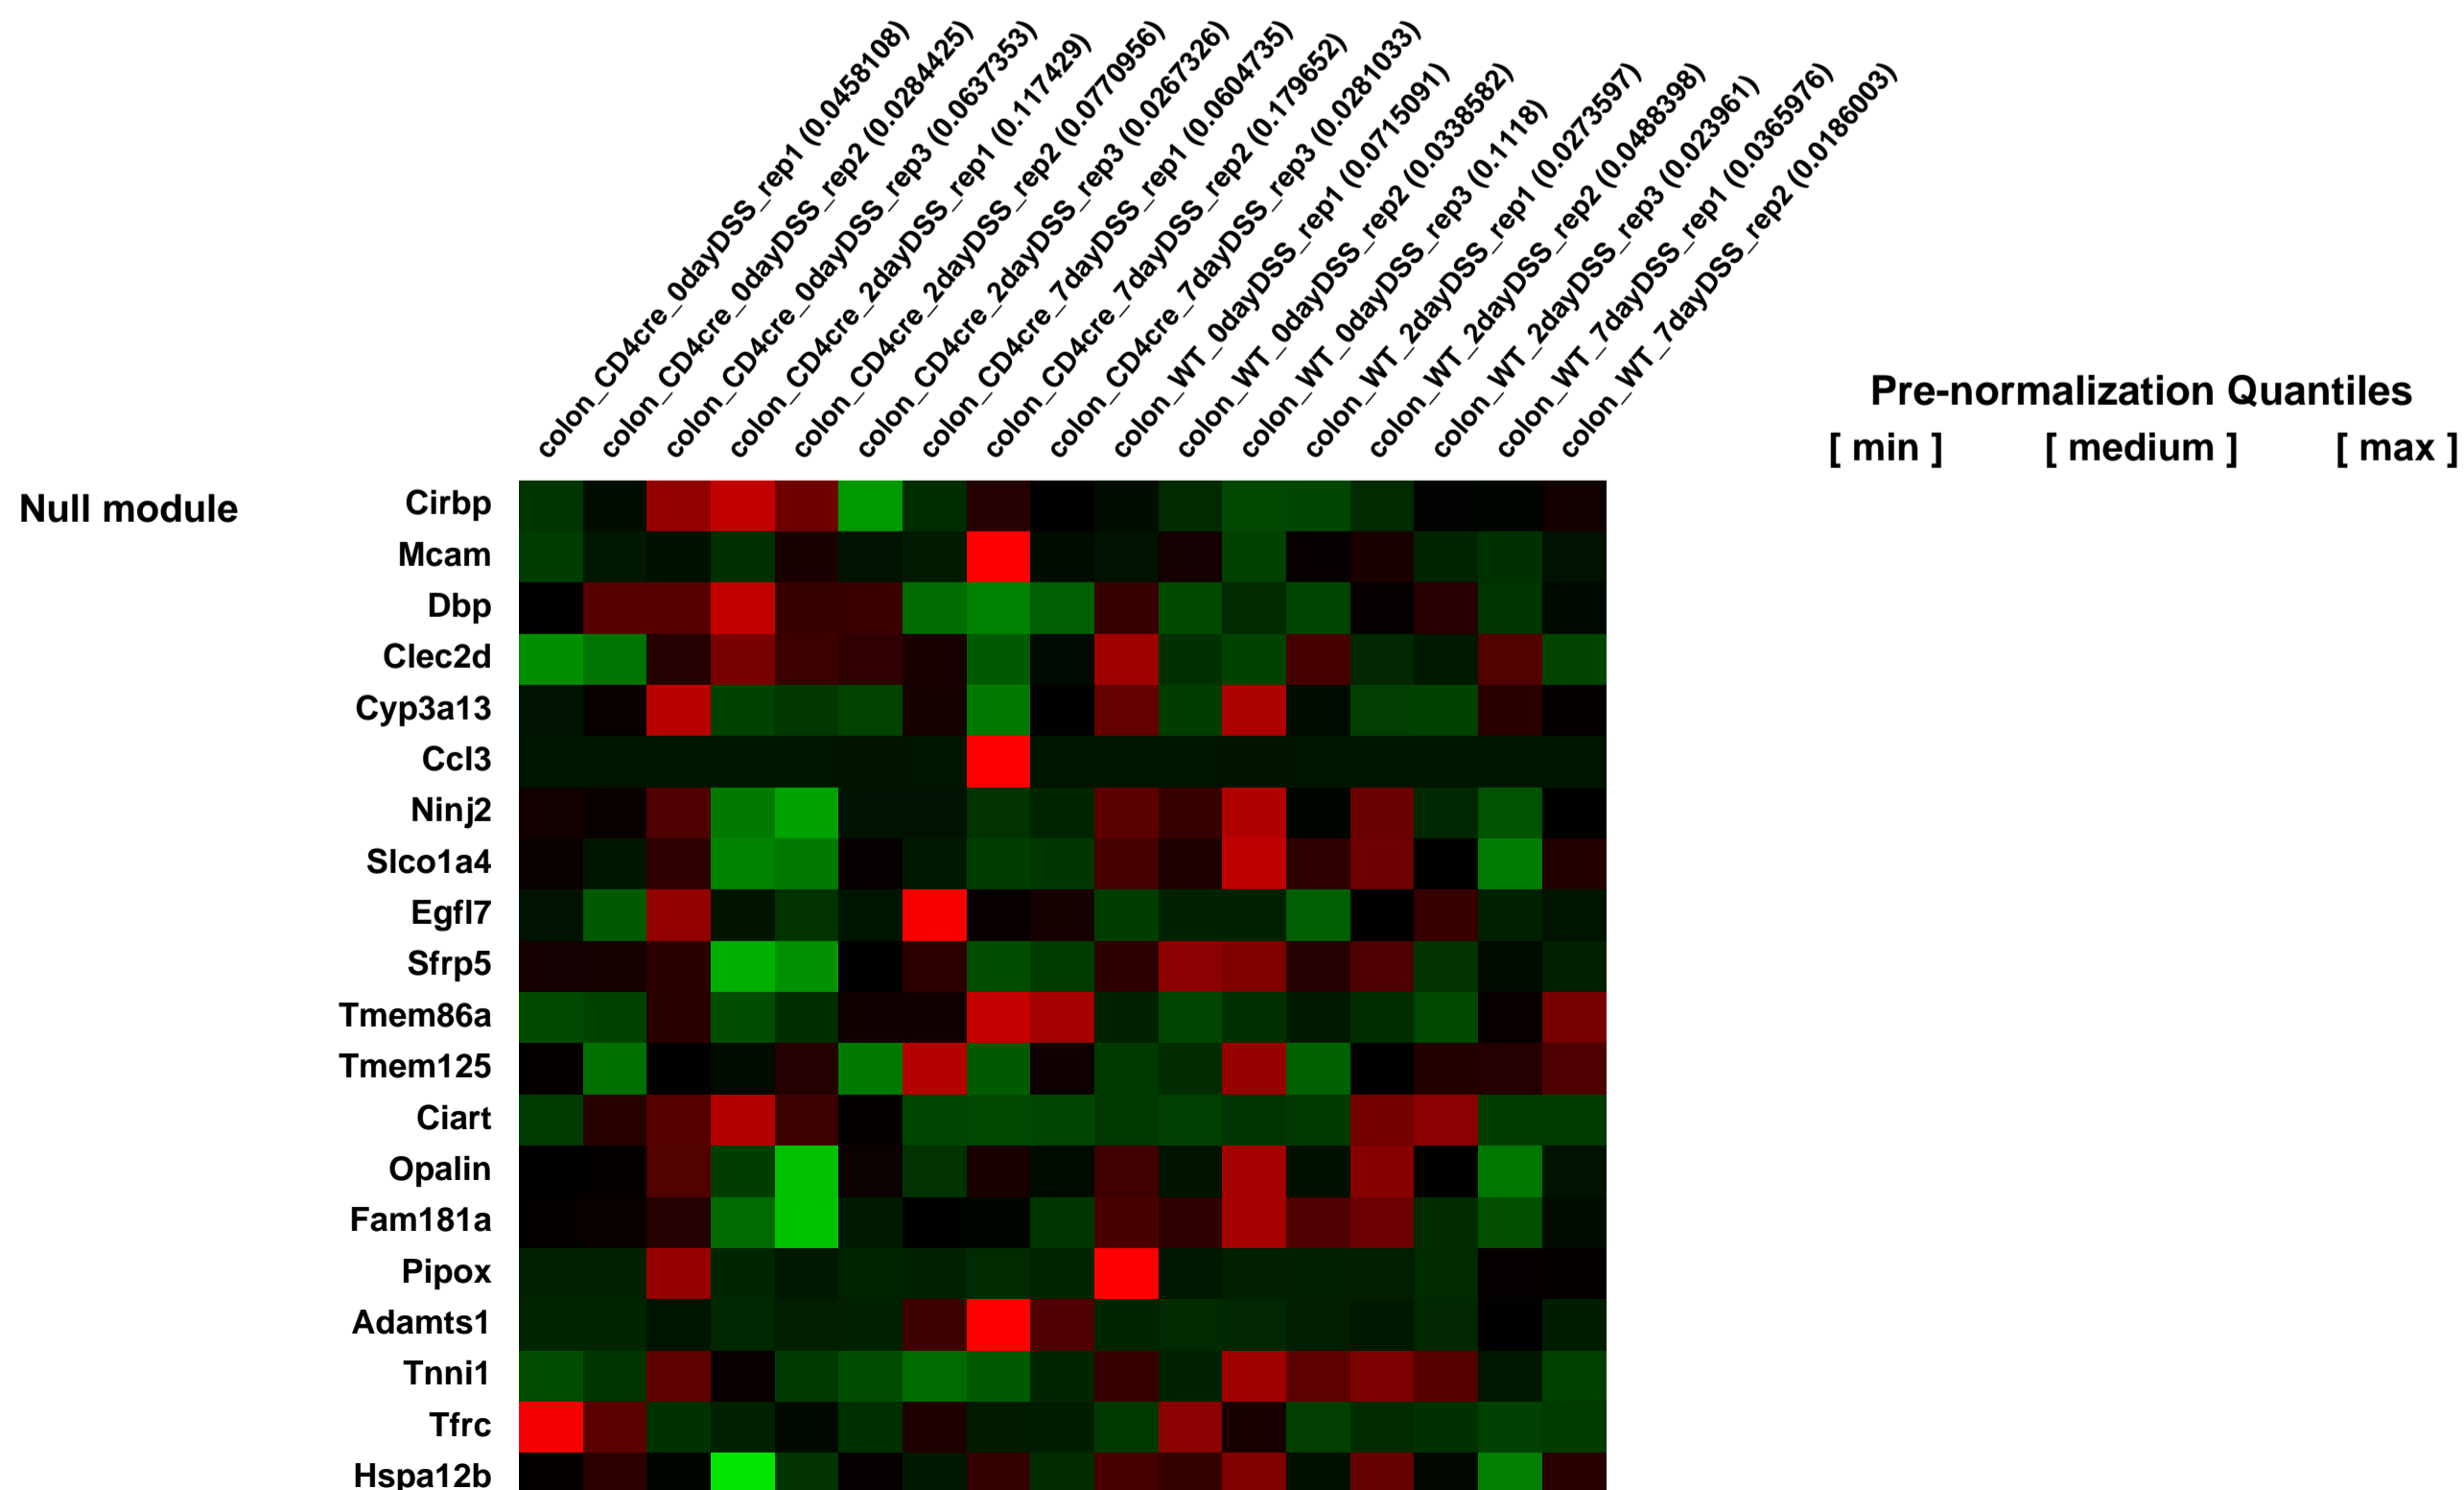 colon_CD4cre_0dayDSS_rep1 (0.0458108)
colon_CD4cre_0dayDSS_rep2 (0.0284425)
colon_CD4cre_0dayDSS_rep3 (0.0637353)
colon_CD4cre_2dayDSS_rep1 (0.117429)
colon_CD4cre_2dayDSS_rep2 (0.0770956)
colon_CD4cre_2dayDSS_rep3 (0.0267326)
colon_CD4cre_7dayDSS_rep1 (0.0604735)
colon_CD4cre_7dayDSS_rep2 (0.179652)
colon_CD4cre_7dayDSS_rep3 (0.0281033)
colon_WT_0dayDSS_rep1 (0.0715091)
colon_WT_0dayDSS_rep2 (0.0338582)
colon_WT_0dayDSS_rep3 (0.1118)
colon_WT_2dayDSS_rep1 (0.0273597)
colon_WT_2dayDSS_rep2 (0.0488398)
colon_WT_2dayDSS_rep3 (0.023961)
colon_WT_7dayDSS_rep1 (0.0365976)
colon_WT_7dayDSS_rep2 (0.0186003)
Pre-normalization Quantiles
[ min ] [ medium ] [ max ]
Null module
Cirbp
Mcam
Dbp
Clec2d
Cyp3a13
Ccl3
Ninj2
Slco1a4
Egfl7
Sfrp5
Tmem86a
Tmem125
Ciart
Opalin
Fam181a
Pipox
Adamts1
Tnni1
Tfrc
Hspa12b